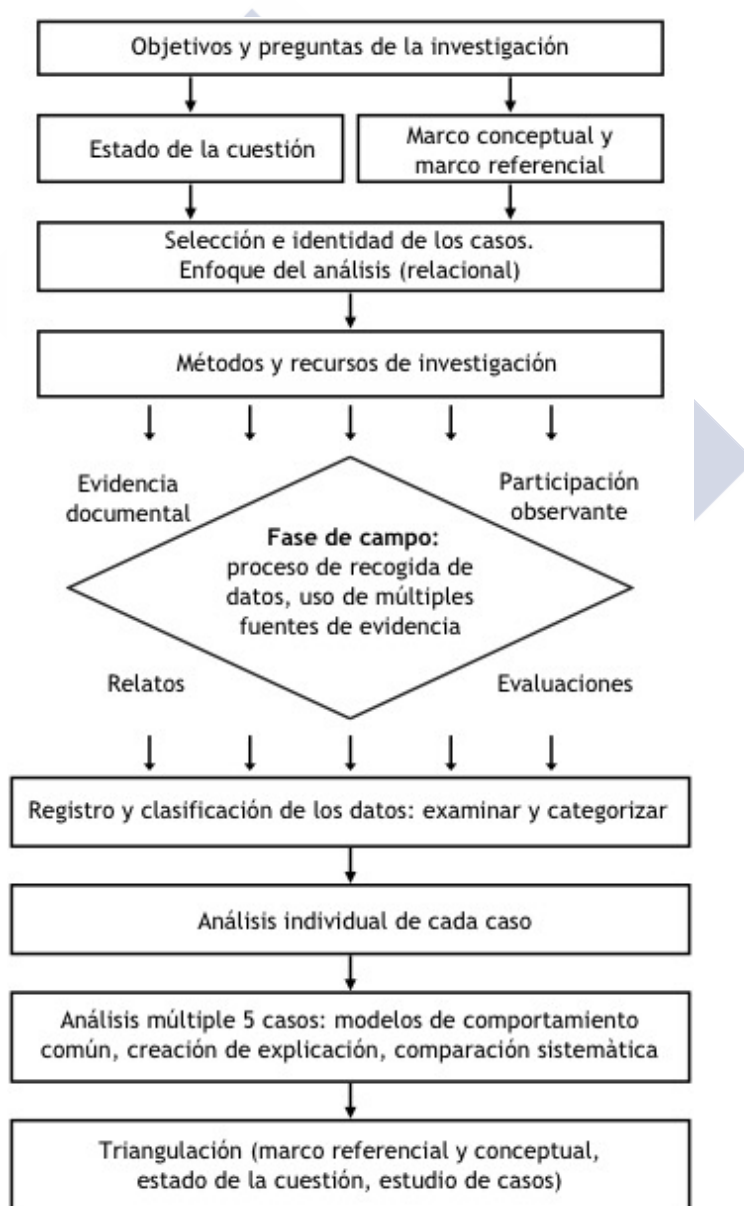 Objetivos y preguntas de la investigación
Estado de la cuestión
Marco conceptual y
marco referencial
Selección e identidad de los casos.
Enfoque del análisis (relacional)
Métodos y recursos de investigación
Evidencia
documental
Participación
observante
Fase de campo:
proceso de recogida de
datos, uso de múltiples
fuentes de evidencia
Relatos
Evaluaciones
Registro y clasificación de los datos: examinar y categorizar
Análisis individual de cada caso
Análisis múltiple 5 casos: modelos de comportamiento
común, creación de explicación, comparación sistemàtica
Triangulación (marco referencial y conceptual,
estado de la cuestión, estudio de casos)